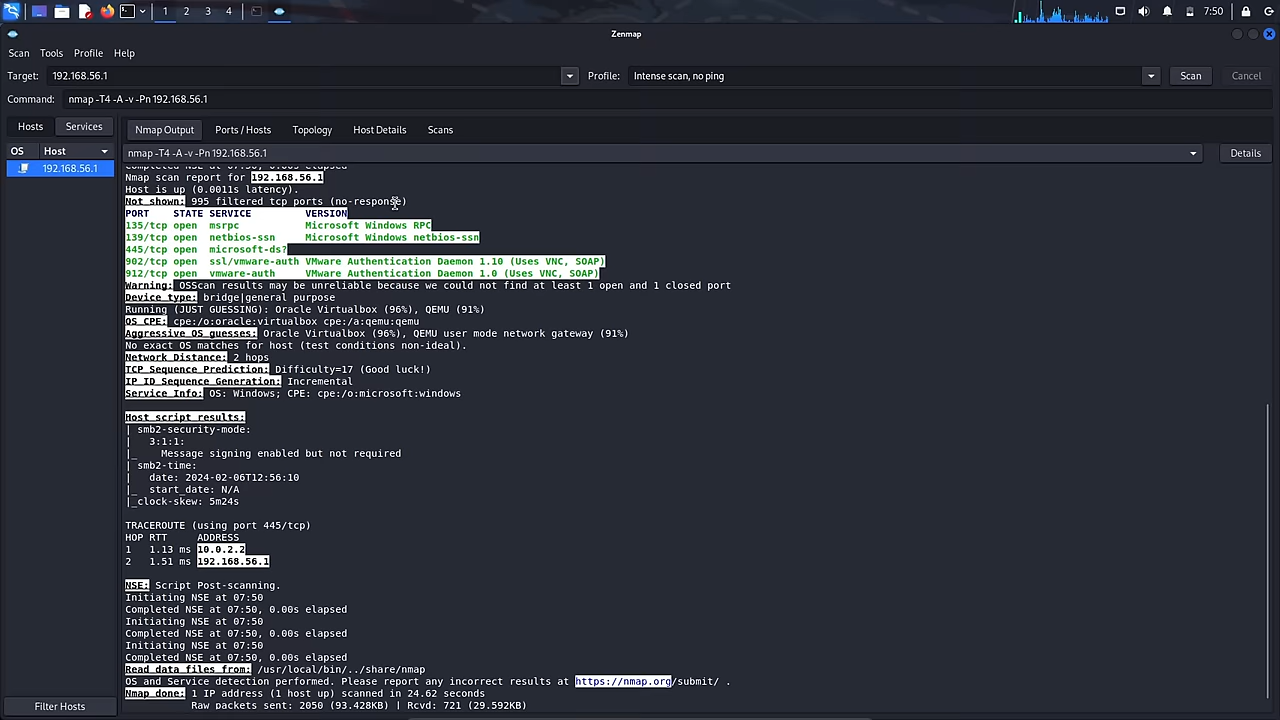 1 2 3 4 7:50
Zenmap
Scan Tools Profile Help
Target: 192.168.56.1 Profile: Intense scan, no ping Scan Cancel
Command: nmap -T4 -A -v -Pn 192.168.56.1
Hosts Services Nmap Output Ports / Hosts Topology Host Details Scans
OS Host nmap -T4 -A -v -Pn 192.168.56.1 Details
192.168.56.1
Completed NSE at 07:50, 0.00s elapsed
Nmap scan report for 192.168.56.1
Host is up (0.0011s latency).
Not shown: 995 filtered tcp ports (no-response)
PORT STATE SERVICE VERSION
135/tcp open msrpc Microsoft Windows RPC
139/tcp open netbios-ssn Microsoft Windows netbios-ssn
445/tcp open microsoft-ds?
902/tcp open ssl/vmware-auth VMware Authentication Daemon 1.10 (Uses VNC, SOAP)
912/tcp open vmware-auth VMware Authentication Daemon 1.0 (Uses VNC, SOAP)
Warning: OSScan results may be unreliable because we could not find at least 1 open and 1 closed port
Device type: bridge|general purpose
Running (JUST GUESSING): Oracle Virtualbox (96%), QEMU (91%)
OS CPE: cpe:/o:oracle:virtualbox cpe:/a:qemu:qemu
Aggressive OS guesses: Oracle Virtualbox (96%), QEMU user mode network gateway (91%)
No exact OS matches for host (test conditions non-ideal).
Network Distance: 2 hops
TCP Sequence Prediction: Difficulty=17 (Good luck!)
IP ID Sequence Generation: Incremental
Service Info: OS: Windows; CPE: cpe:/o:microsoft:windows
Host script results:
| smb2-security-mode:
|   3:1:1:
|_    Message signing enabled but not required
| smb2-time:
|   date: 2024-02-06T12:56:10
|_  start_date: N/A
|_clock-skew: 5m24s
TRACEROUTE (using port 445/tcp)
HOP RTT ADDRESS
1 1.13 ms 10.0.2.2
2 1.51 ms 192.168.56.1
NSE: Script Post-scanning.
Initiating NSE at 07:50
Completed NSE at 07:50, 0.00s elapsed
Initiating NSE at 07:50
Completed NSE at 07:50, 0.00s elapsed
Initiating NSE at 07:50
Completed NSE at 07:50, 0.00s elapsed
Read data files from: /usr/local/bin/../share/nmap
OS and Service detection performed. Please report any incorrect results at https://nmap.org/submit/ .
Nmap done: 1 IP address (1 host up) scanned in 24.62 seconds
Raw packets sent: 2050 (93.428KB) | Rcvd: 721 (29.592KB)
Filter Hosts